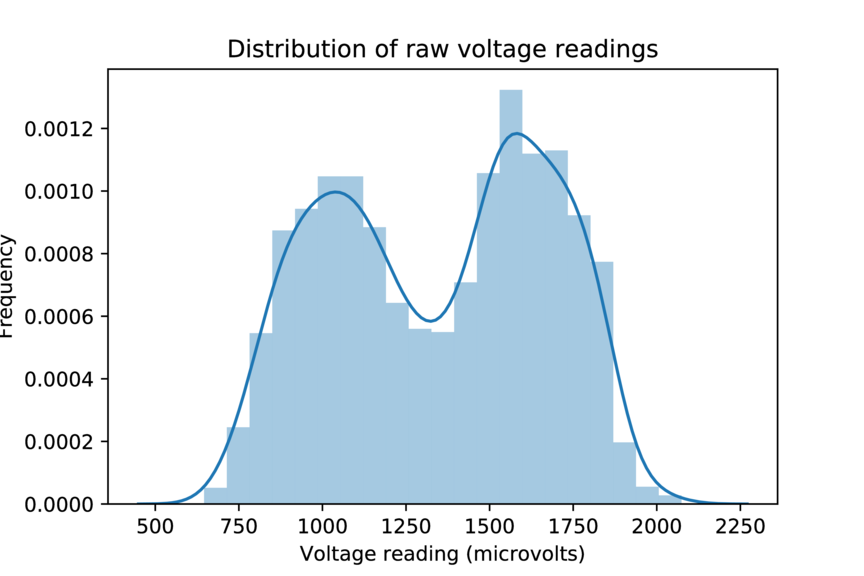 Distribution of raw voltage readings
Frequency
0.0012
0.0010
0.0008
0.0006
0.0004
0.0002
0.0000
500 750 1000 1250 1500 1750 2000 2250
Voltage reading (microvolts)